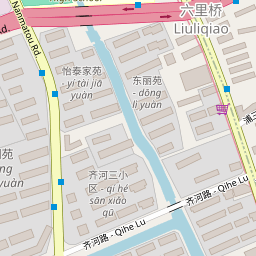 六里桥
Liuliqiao
Nanmatou Rd
怡泰家苑
- yí tài jiā
yuàn
东丽苑
- dōng
lì yuàn
苑
yuàn
齐河三小
区 - qí hé
sān xiǎo
qū
齐河路 - Qihe Lu
齐河路 - Qihe Lu